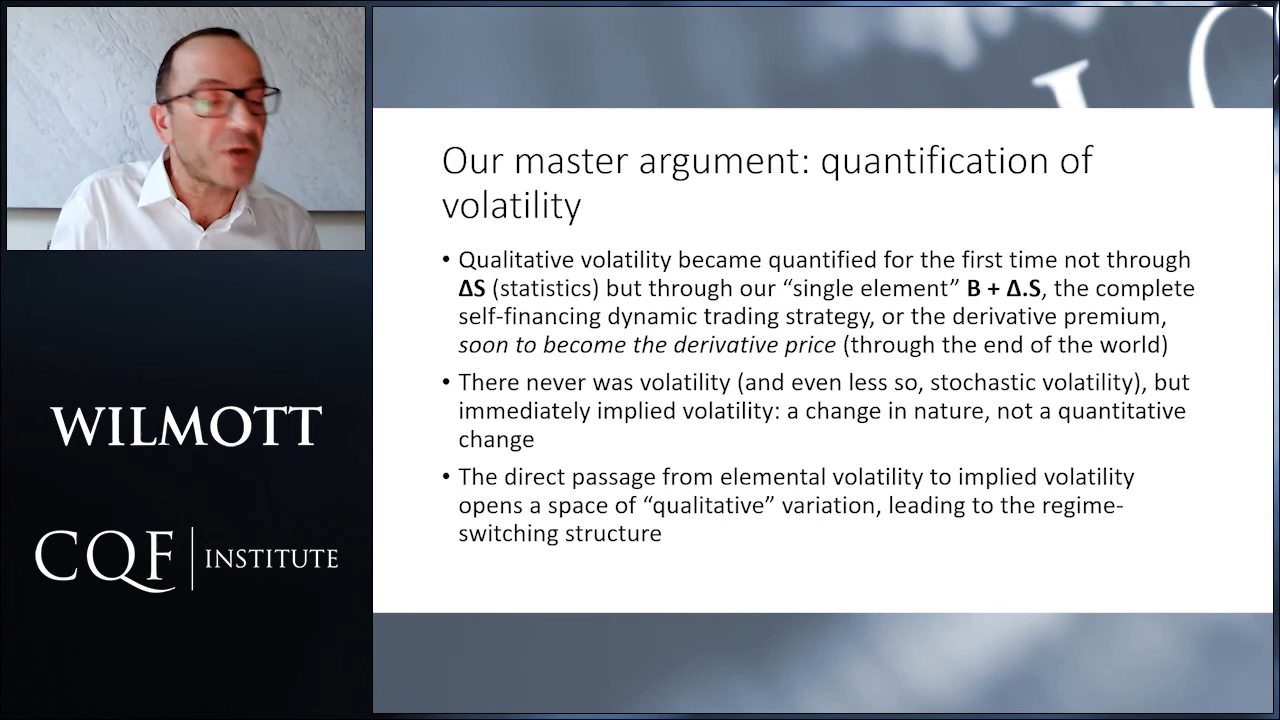 Our master argument: quantification of
volatility
• Qualitative volatility became quantified for the first time not through
ΔS (statistics) but through our “single element” B + Δ.S, the complete
self-financing dynamic trading strategy, or the derivative premium,
soon to become the derivative price (through the end of the world)
• There never was volatility (and even less so, stochastic volatility), but
immediately implied volatility: a change in nature, not a quantitative
change
• The direct passage from elemental volatility to implied volatility
opens a space of “qualitative” variation, leading to the regime-
switching structure
WILMOTT
CQF INSTITUTE